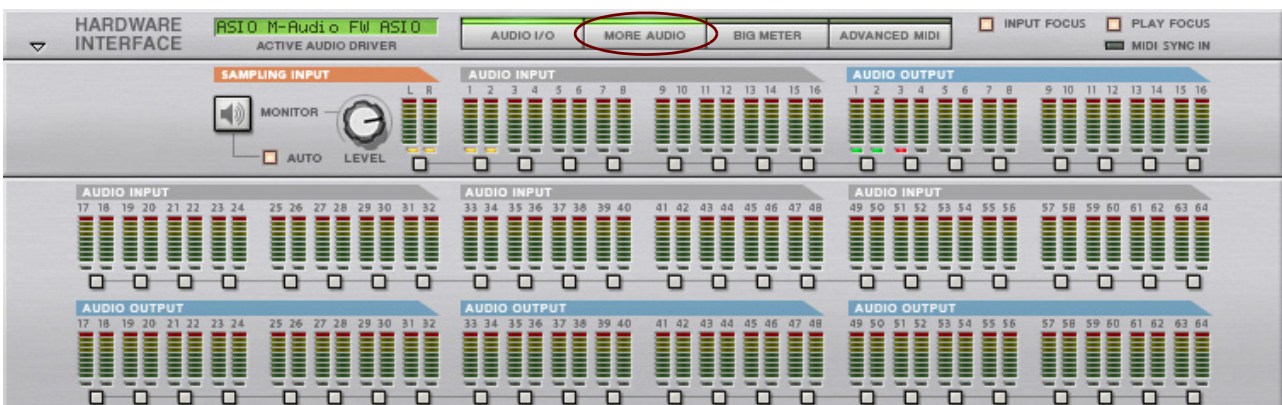 HARDWARE INTERFACE
ASIO M-Audio FW ASIO
ACTIVE AUDIO DRIVER
AUDIO I/O MORE AUDIO BIG METER ADVANCED MIDI
INPUT FOCUS PLAY FOCUS
MIDI SYNC IN
SAMPLING INPUT AUDIO INPUT AUDIO OUTPUT
L R 1 2 3 4 5 6 7 8 9 10 11 12 13 14 15 16 1 2 3 4 5 6 7 8 9 10 11 12 13 14 15 16
MONITOR
AUTO LEVEL
AUDIO INPUT AUDIO INPUT AUDIO INPUT
17 18 19 20 21 22 23 24 25 26 27 28 29 30 31 32 33 34 35 36 37 38 39 40 41 42 43 44 45 46 47 48 49 50 51 52 53 54 55 56 57 58 59 60 61 62 63 64
AUDIO OUTPUT AUDIO OUTPUT AUDIO OUTPUT
17 18 19 20 21 22 23 24 25 26 27 28 29 30 31 32 33 34 35 36 37 38 39 40 41 42 43 44 45 46 47 48 49 50 51 52 53 54 55 56 57 58 59 60 61 62 63 64